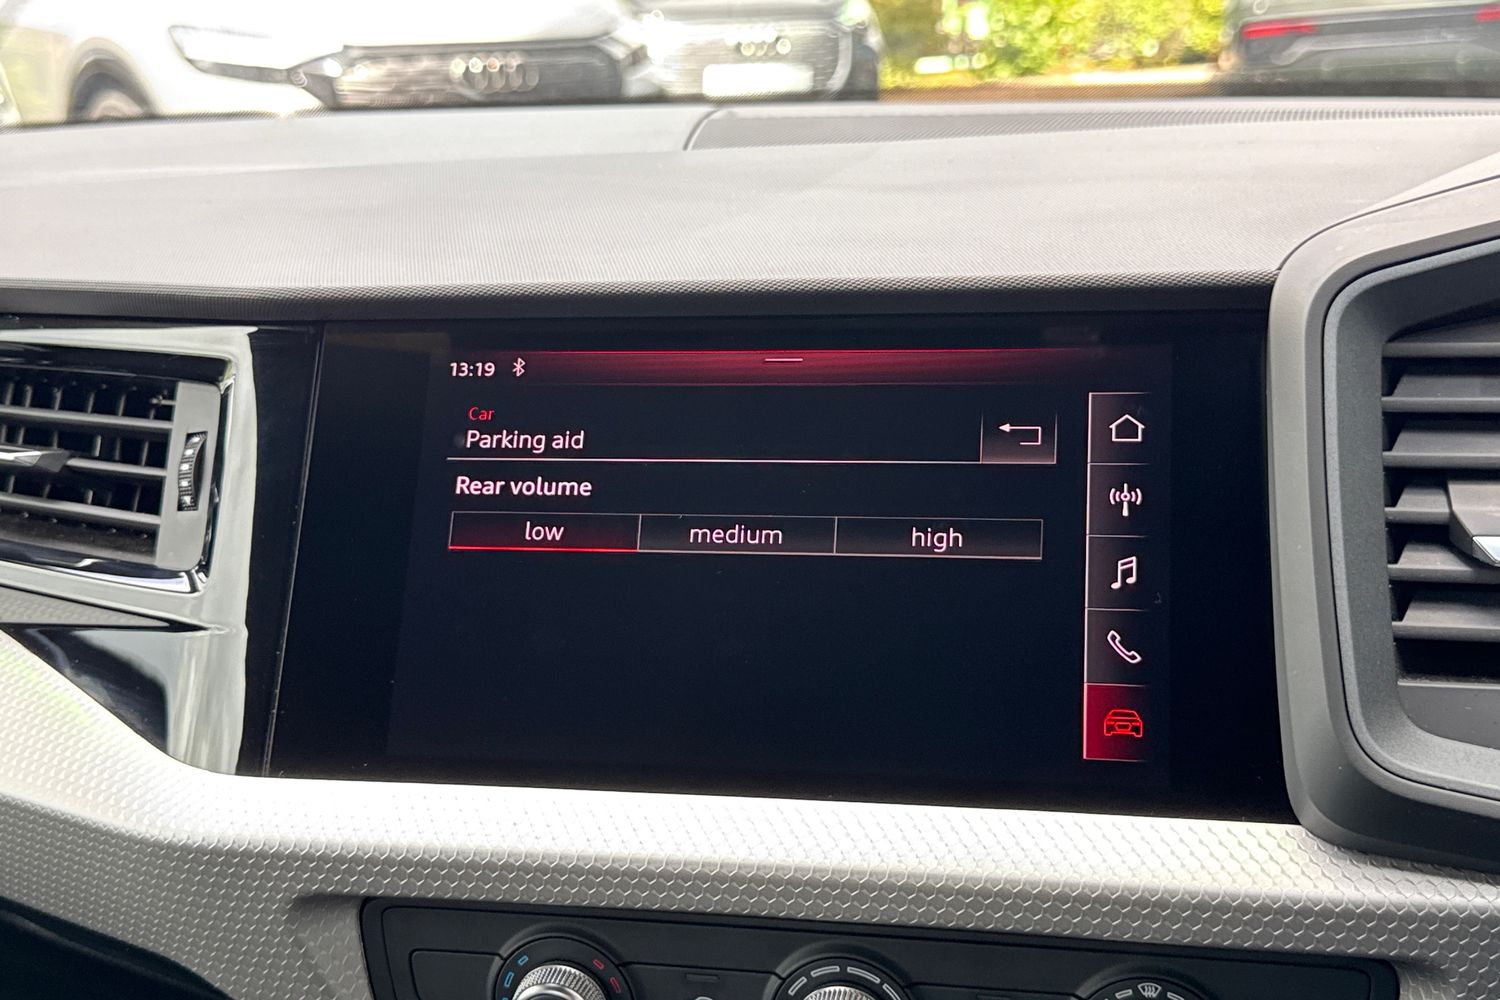 13:19
Car
Parking aid
Rear volume
low medium high